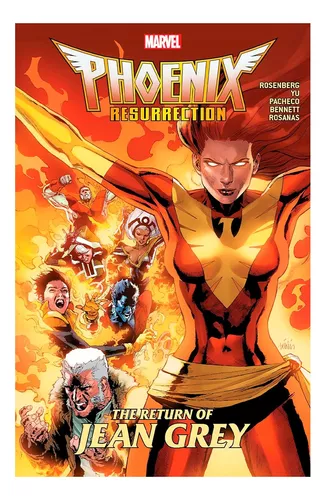 MARVEL
PHOENIX
RESURRECTION
ROSENBERG
YU
PACHECO
BENNETT
ROSANAS
THE RETURN OF
JEAN GREY